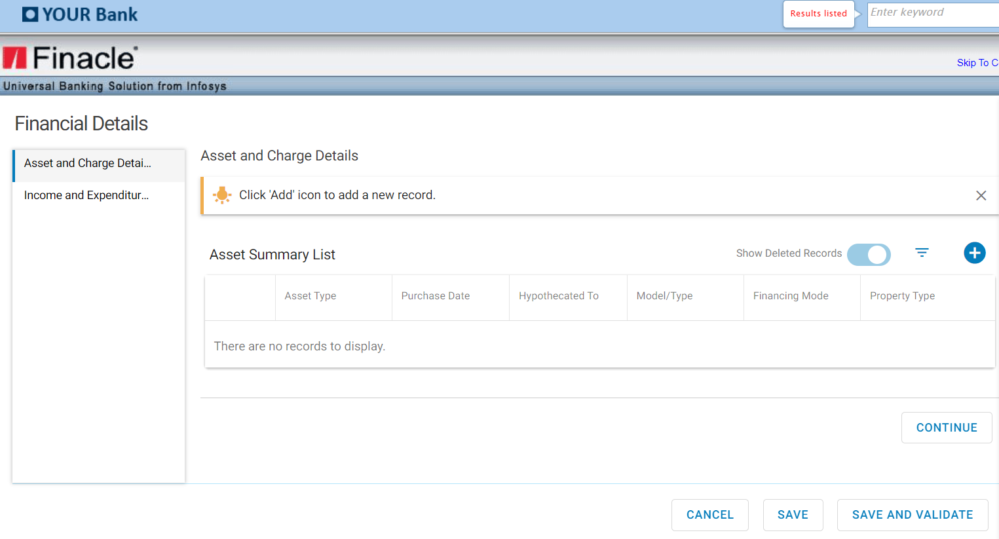 YOUR Bank
Results listed
Enter keyword
Finacle
Skip To C
Universal Banking Solution from Infosys
Financial Details
Asset and Charge Detai...
Income and Expenditur...
Asset and Charge Details
Click 'Add' icon to add a new record.
Asset Summary List
Show Deleted Records
Asset Type
Purchase Date
Hypothecated To
Model/Type
Financing Mode
Property Type
There are no records to display.
CONTINUE
CANCEL
SAVE
SAVE AND VALIDATE